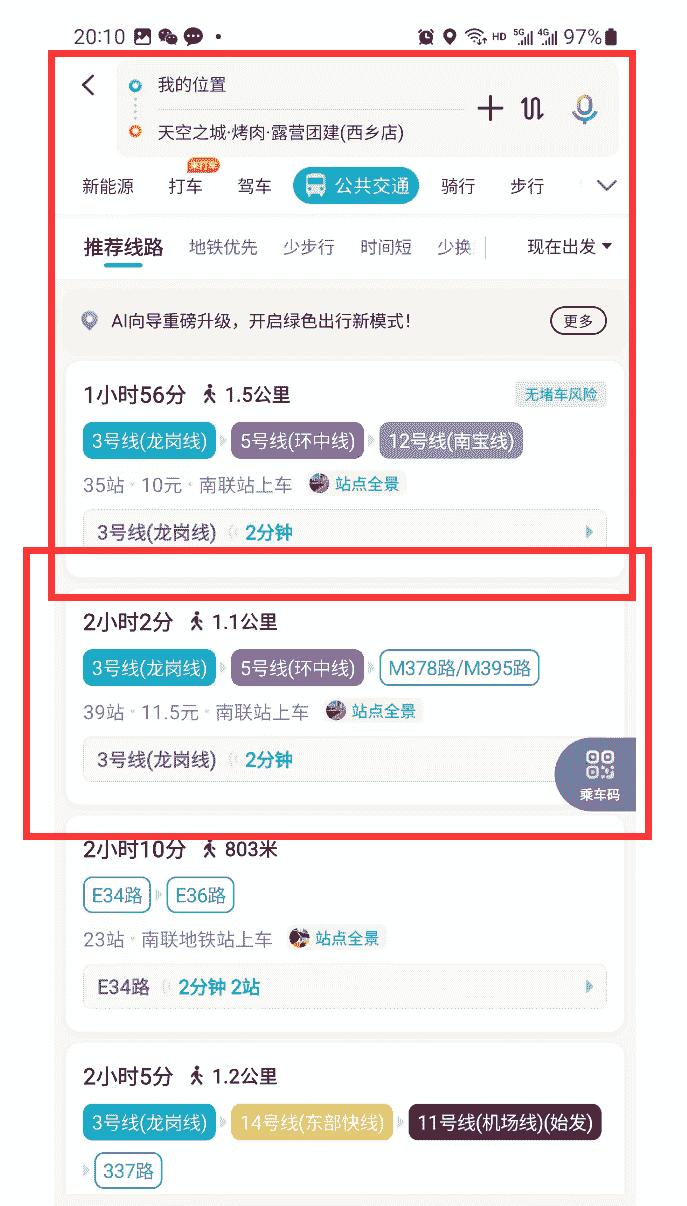 20:10 HD 5G 4G 97%
我的位置
天空之城·烤肉·露营团建(西乡店)
新能源 打车 驾车 公共交通 骑行 步行
推荐线路 地铁优先 少步行 时间短 少换 现在出发
AI向导重磅升级，开启绿色出行新模式！ 更多
1小时56分 1.5公里 无堵车风险
3号线(龙岗线) 5号线(环中线) 12号线(南宝线)
35站·10元·南联站上车 站点全景
3号线(龙岗线) 2分钟
2小时2分 1.1公里
3号线(龙岗线) 5号线(环中线) M378路/M395路
39站·11.5元·南联站上车 站点全景
3号线(龙岗线) 2分钟
乘车码
2小时10分 803米
E34路 E36路
23站·南联地铁站上车 站点全景
E34路 2分钟 2站
2小时5分 1.2公里
3号线(龙岗线) 14号线(东部快线) 11号线(机场线)(始发)
337路